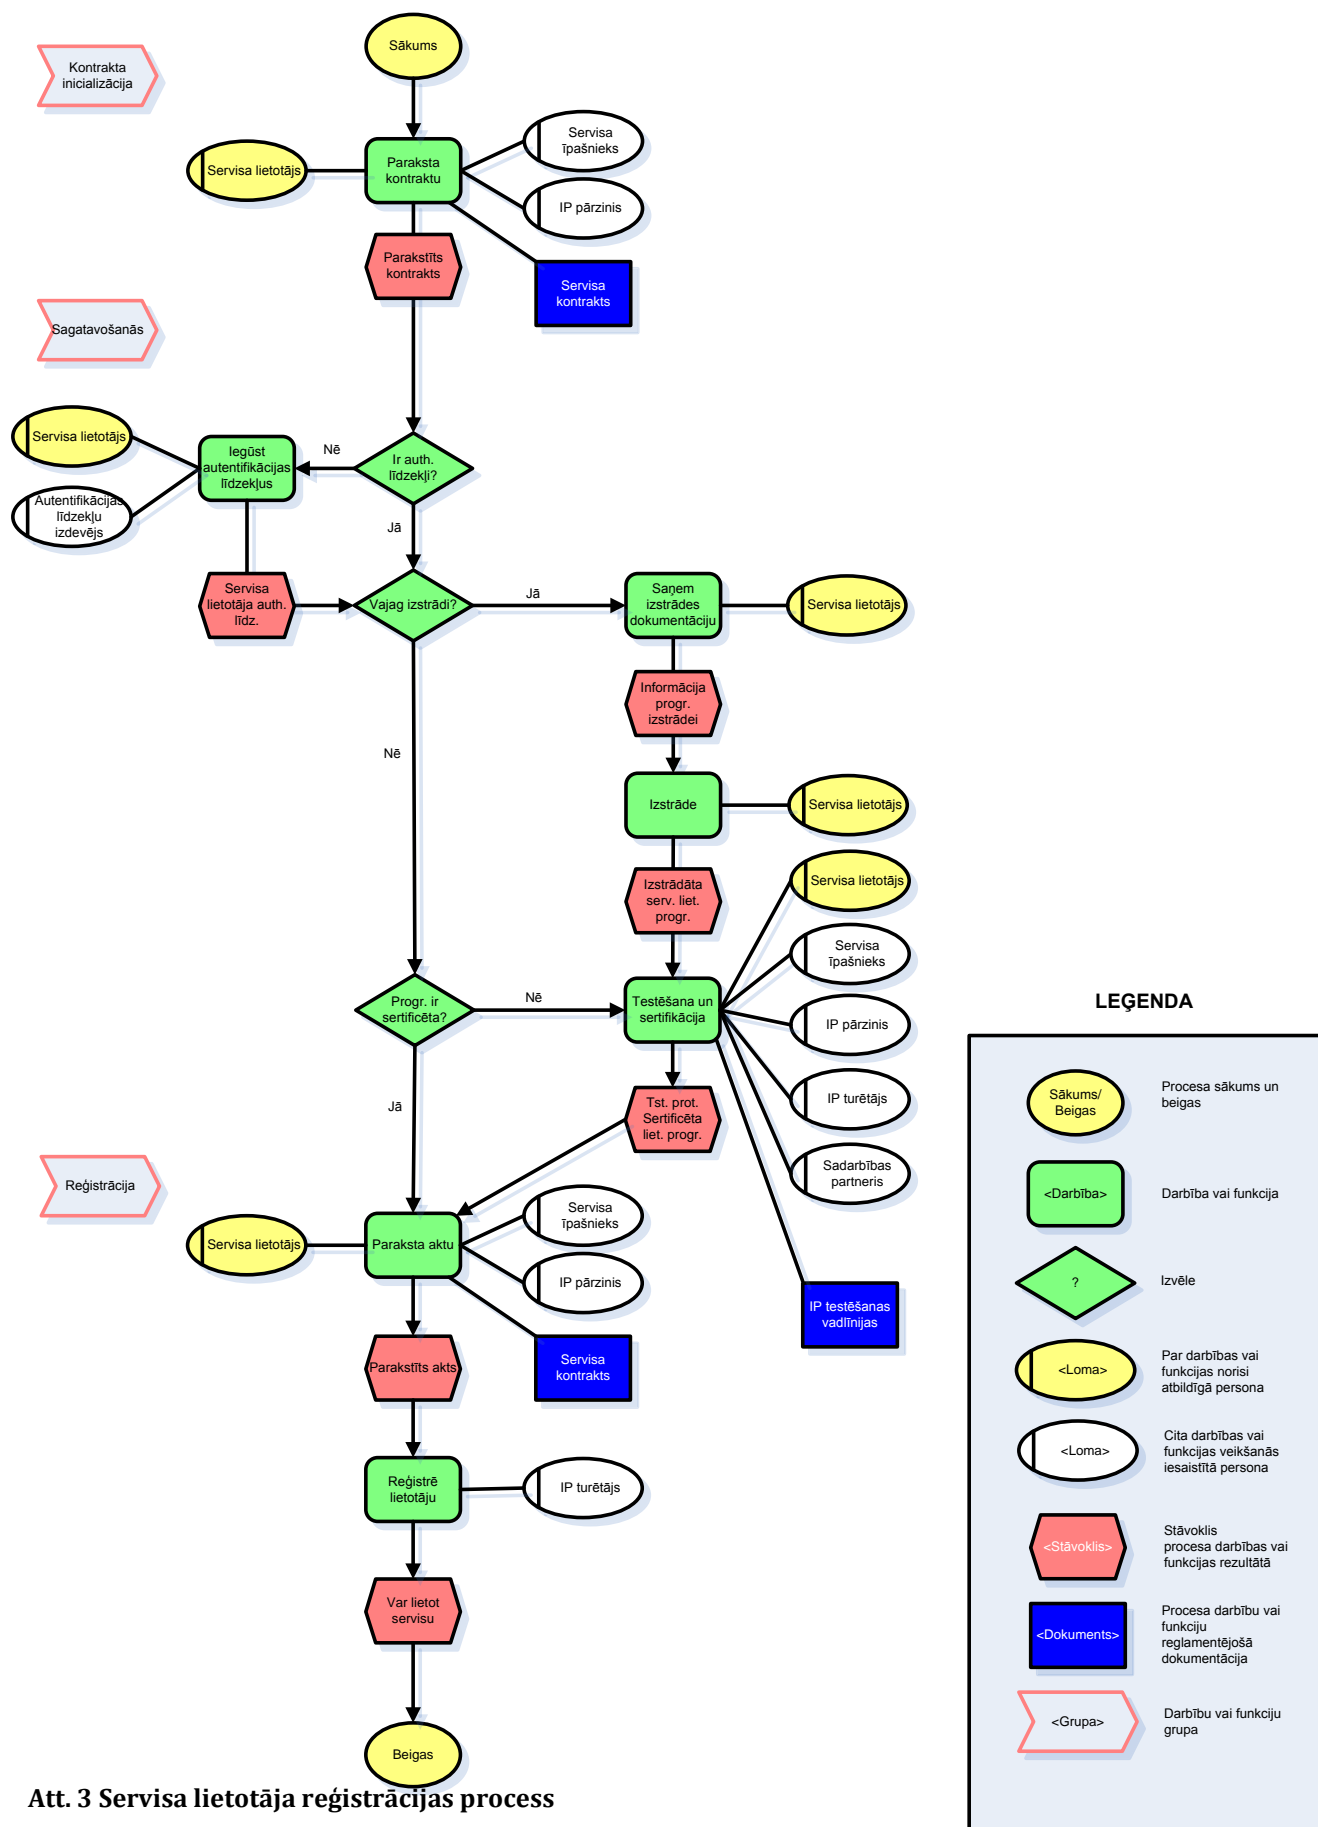 Sākums
Kontrakta
inicializācija
Servisa
īpašnieks
Servisa lietotājs
Paraksta
kontraktu
IP pārzinis
Parakstīts
kontrakts
Servisa
kontrakts
Sagatavošanās
Servisa lietotājs
Iegūst
autentifikācijas
līdzekļus
Nē
Ir auth.
līdzekļi?
Autentifikācijas
līdzekļu
izdevējs
Jā
Servisa
lietotāja auth.
līdz.
Vajag izstrādi?
Jā
Saņem
izstrādes
dokumentāciju
Servisa lietotājs
Informācija
progr.
izstrādei
Nē
Izstrāde
Servisa lietotājs
Izstrādāta
serv. liet.
progr.
Servisa lietotājs
Servisa
īpašnieks
Progr. ir
sertificēta?
Nē
Testēšana un
sertifikācija
IP pārzinis
IP turētājs
Jā
Tst. prot.
Sertificēta
liet. progr.
Sadarbības
partneris
Reģistrācija
Servisa
īpašnieks
Servisa lietotājs
Paraksta aktu
IP pārzinis
IP testēšanas
vadlīnijas
Parakstīts akts
Servisa
kontrakts
Reģistrē
lietotāju
IP turētājs
Var lietot
servisu
Beigas
LEĢENDA
Sākums/
Beigas
Procesa sākums un
beigas
<Darbība>
Darbība vai funkcija
?
Izvēle
<Loma>
Par darbības vai
funkcijas norisi
atbildīgā persona
<Loma>
Cita darbības vai
funkcijas veikšanās
iesaistītā persona
<Stāvoklis>
Stāvoklis
procesa darbības vai
funkcijas rezultātā
<Dokuments>
Procesa darbību vai
funkciju
reglamentējošā
dokumentācija
<Grupa>
Darbību vai funkciju
grupa
Att. 3 Servisa lietotāja reģistrācijas process